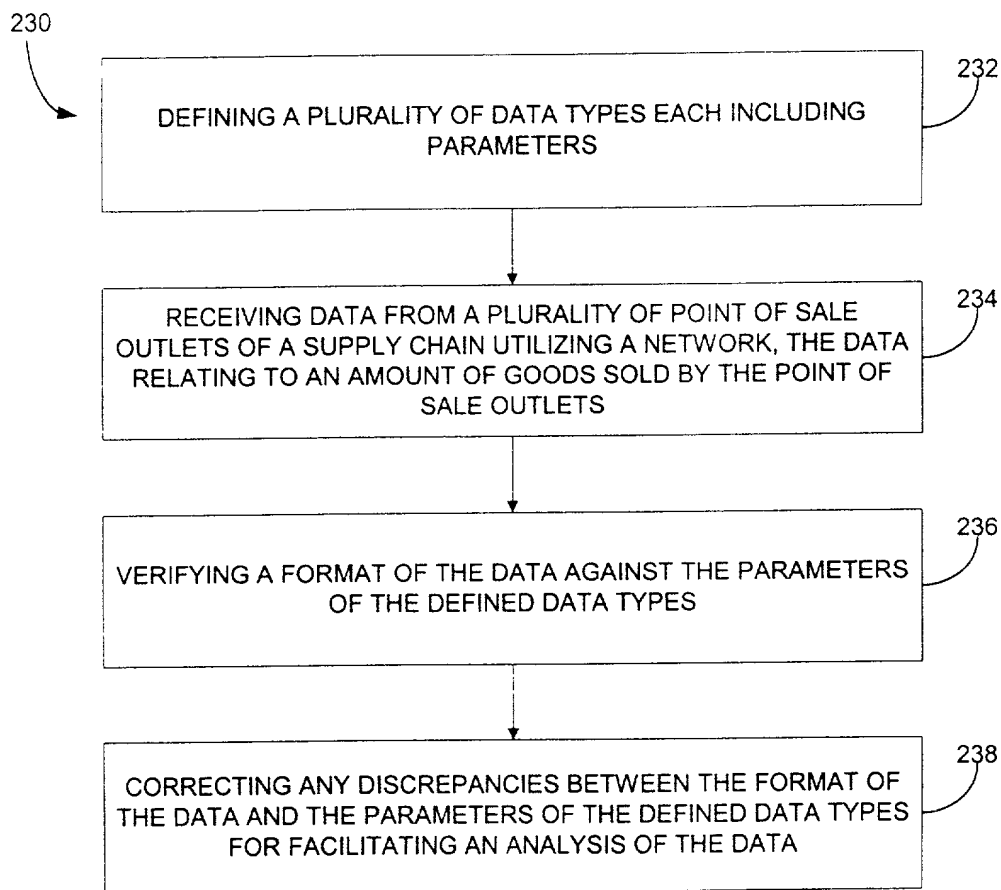 230
232
DEFINING A PLURALITY OF DATA TYPES EACH INCLUDING
PARAMETERS
234
RECEIVING DATA FROM A PLURALITY OF POINT OF SALE
OUTLETS OF A SUPPLY CHAIN UTILIZING A NETWORK, THE DATA
RELATING TO AN AMOUNT OF GOODS SOLD BY THE POINT OF
SALE OUTLETS
236
VERIFYING A FORMAT OF THE DATA AGAINST THE PARAMETERS
OF THE DEFINED DATA TYPES
238
CORRECTING ANY DISCREPANCIES BETWEEN THE FORMAT OF
THE DATA AND THE PARAMETERS OF THE DEFINED DATA TYPES
FOR FACILITATING AN ANALYSIS OF THE DATA